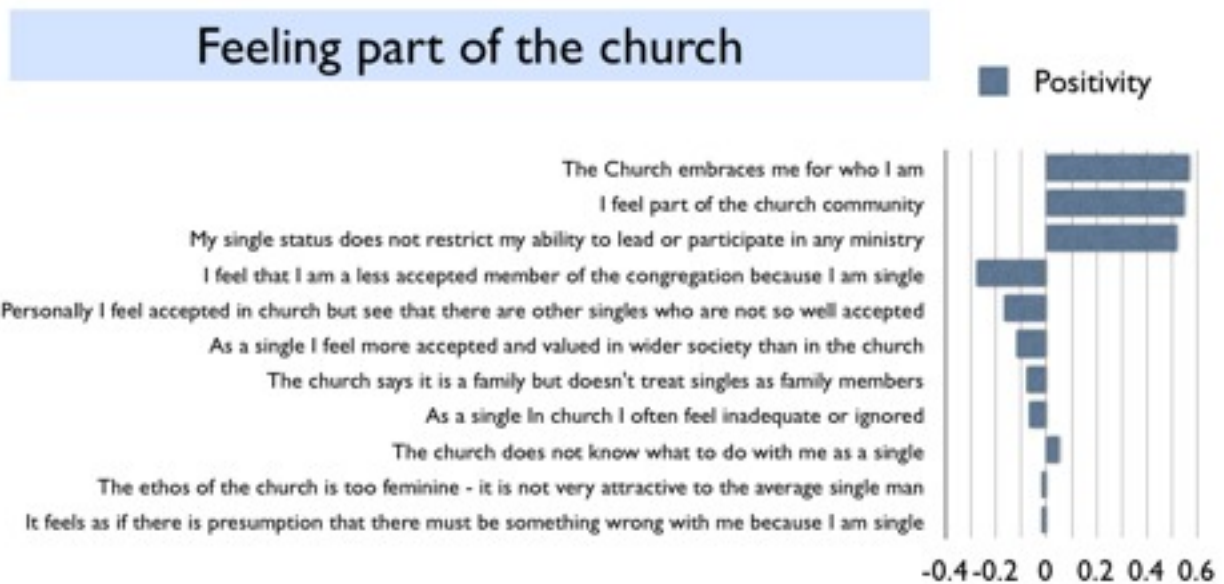 Feeling part of the church
Positivity
The Church embraces me for who I am
I feel part of the church community
My single status does not restrict my ability to lead or participate in any ministry
I feel that I am a less accepted member of the congregation because I am single
Personally I feel accepted in church but see that there are other singles who are not so well accepted
As a single I feel more accepted and valued in wider society than in the church
The church says it is a family but doesn't treat singles as family members
As a single In church I often feel inadequate or ignored
The church does not know what to do with me as a single
The ethos of the church is too feminine - it is not very attractive to the average single man
It feels as if there is presumption that there must be something wrong with me because I am single
-0.4 -0.2 0 0.2 0.4 0.6